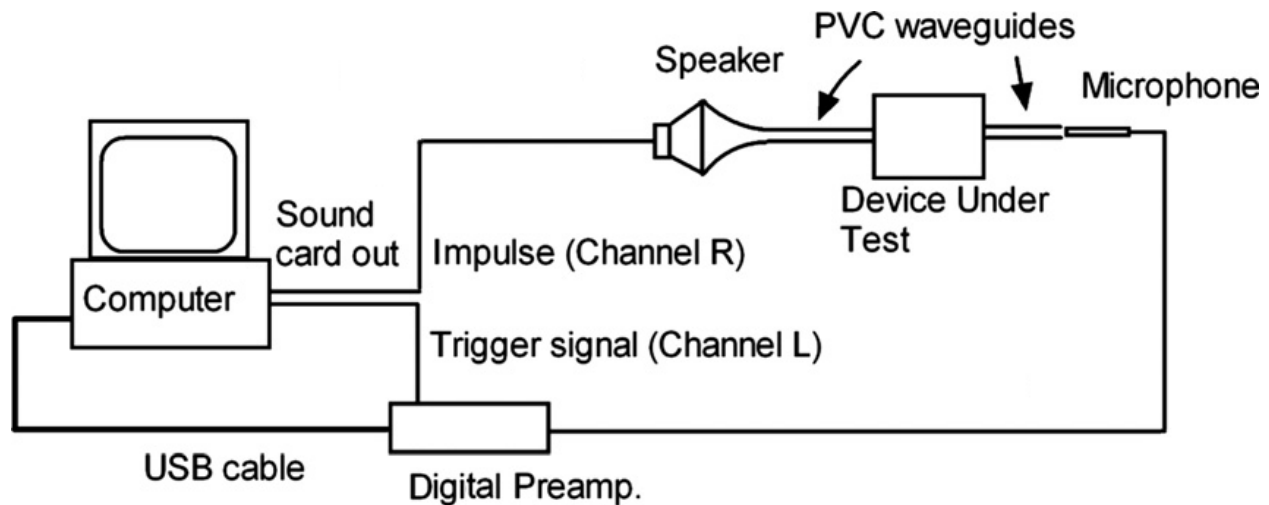 PVC waveguides
Speaker
Microphone
Device Under
Test
Sound
card out
Impulse (Channel R)
Computer
Trigger signal (Channel L)
USB cable
Digital Preamp.